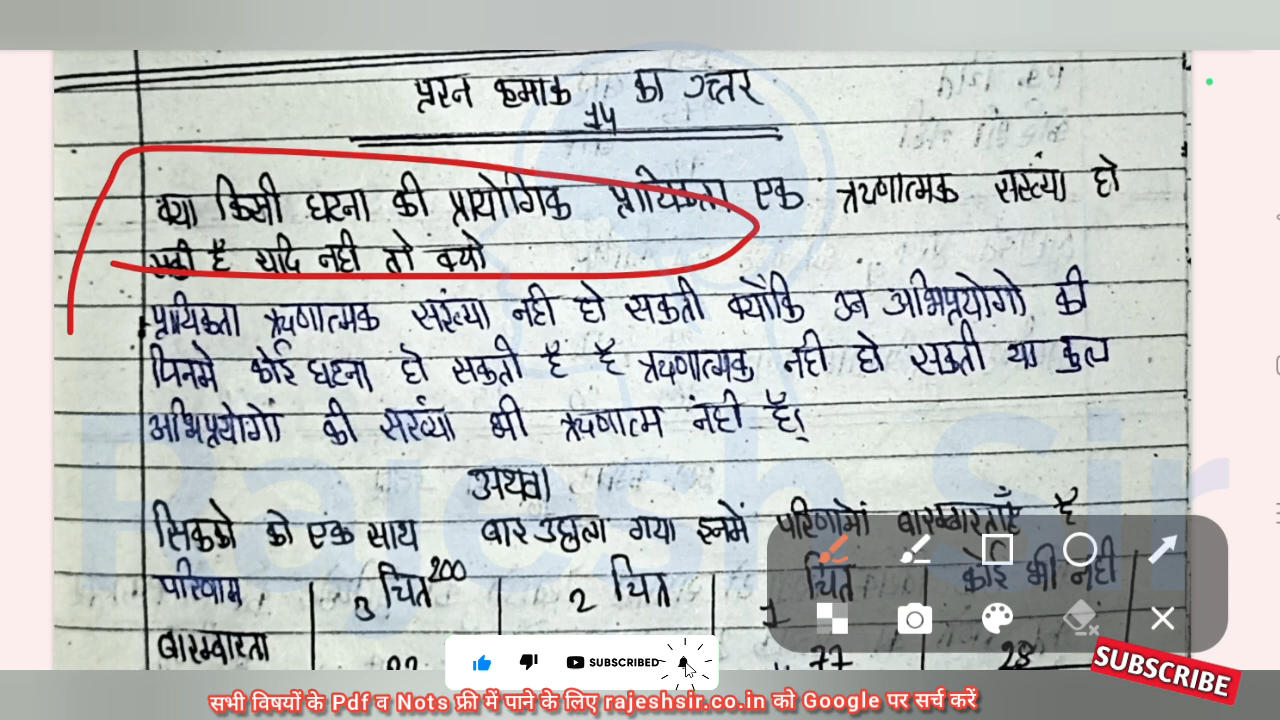 प्रश्न क्रमाक 14 का उत्तर
क्या किसी घटना की प्रायोगिक प्रायिकता एक ऋणात्मक संख्या हो
है यदि नही तो क्यो
प्रायिकता ऋणात्मक संख्या नही हो सकती क्योकि उन अभिप्रयोगो की
जिनमे कोई घटना हो सकती है है ऋणात्मक नही हो सकती या कुल
अभिप्रयोगों की संख्या भी ऋणात्म नंही है।
अथवा
सिक्को को एक साथ बार उछाला गया इनमें परिणामों बारम्बारताएँ है
परिणाम 3 चित 200 2 चित 1 चित कोई भी नही
बारम्बारता 77 28
Rajesh Sir
SUBSCRIBED
SUBSCRIBE
सभी विषयों के Pdf व Nots फ्री में पाने के लिए rajeshsir.co.in को Google पर सर्च करें